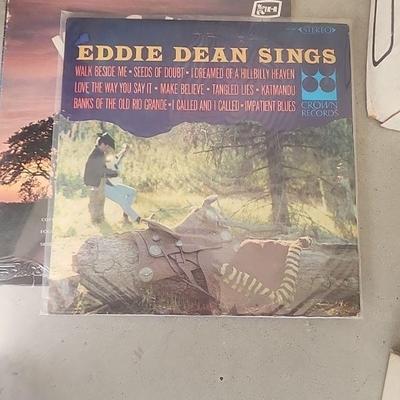 STEREO
EDDIE DEAN SINGS
WALK BESIDE ME • SEEDS OF DOUBT • I DREAMED OF A HILLBILLY HEAVEN
LOVE THE WAY YOU SAY IT • MAKE BELIEVE • TANGLED LIES • KATMANDU
BANKS OF THE OLD RIO GRANDE • I CALLED AND I CALLED • IMPATIENT BLUES
CROWN
RECORDS